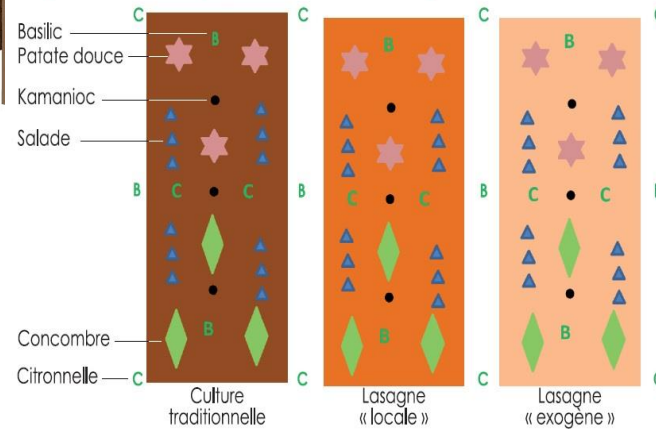 C C C
Basilic B B B
Patate douce
Kamanioc
Salade
B C C B C C B C C
Concombre B B B
Citronnelle C C C
Culture traditionnelle
Lasagne « locale »
Lasagne « exogène »